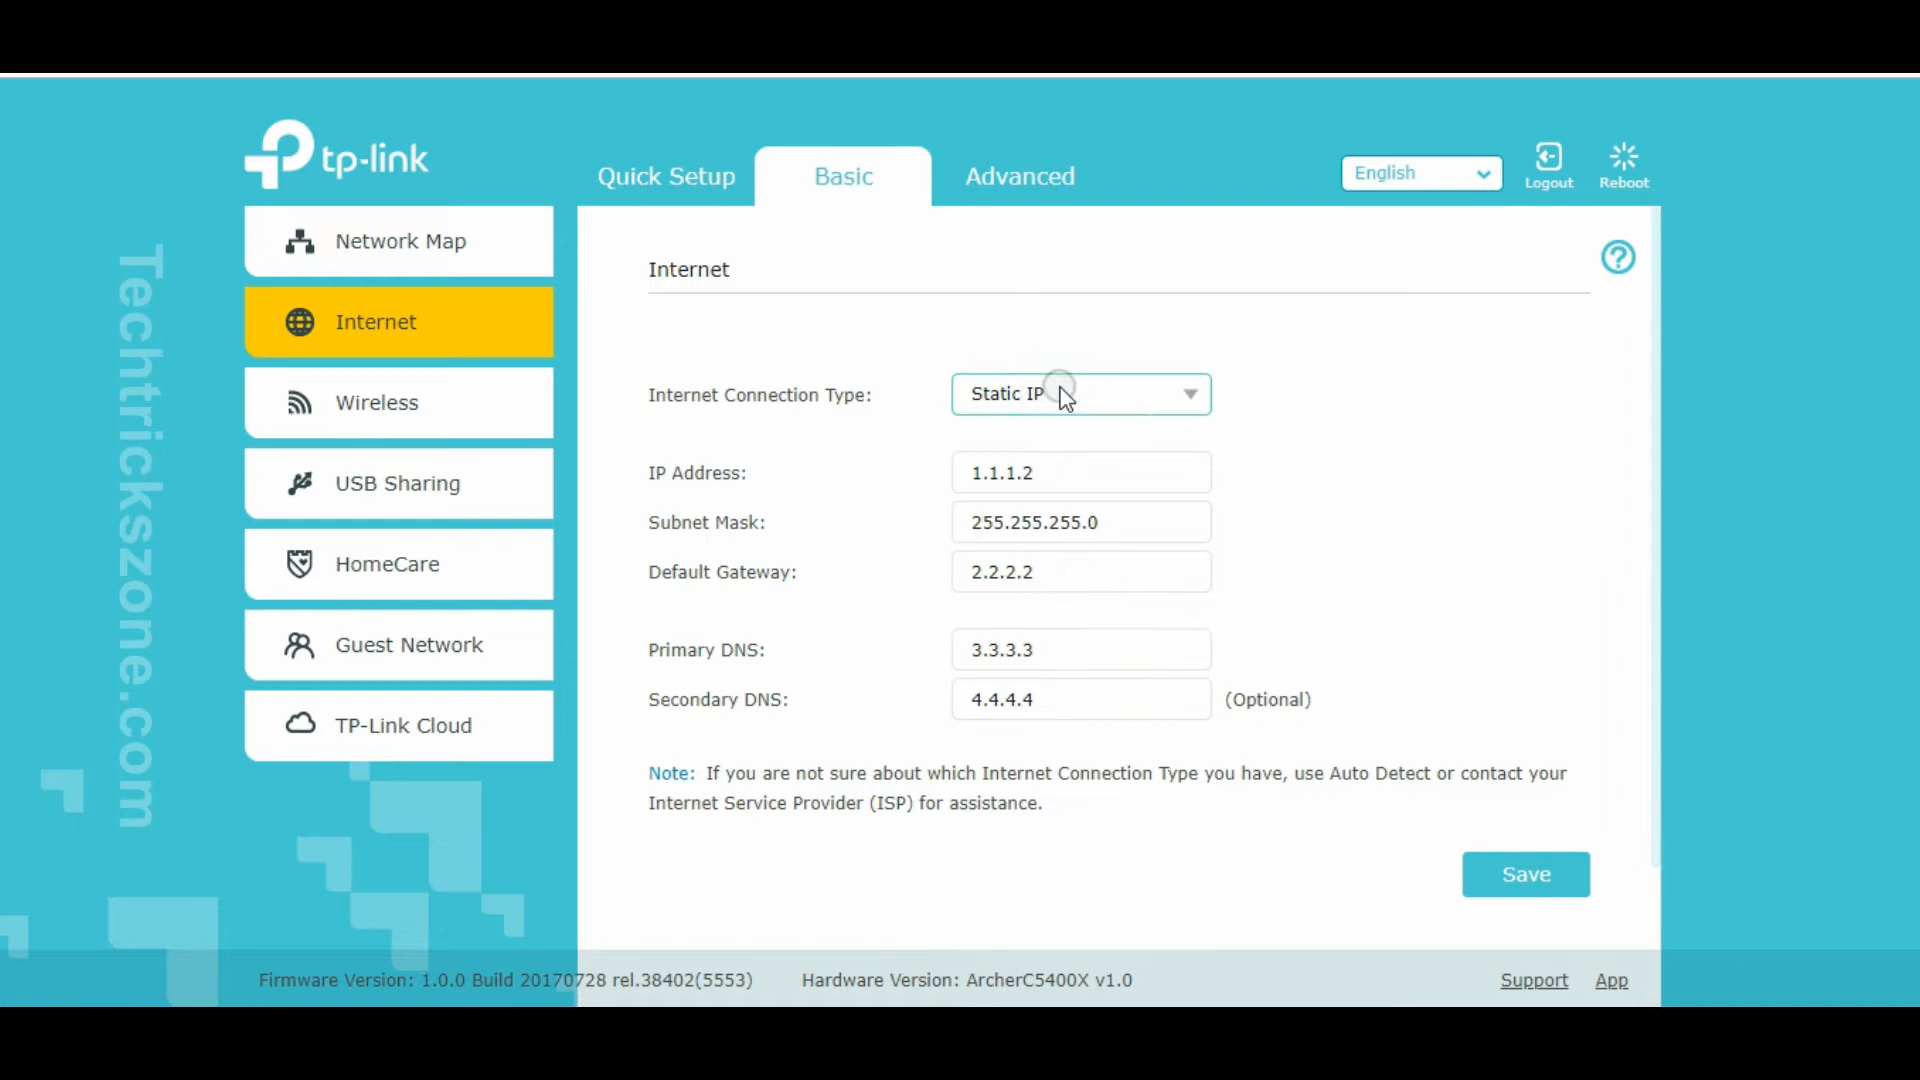 tp-link
Quick Setup
Basic
Advanced
English
Logout
Reboot
Network Map
Internet
Wireless
USB Sharing
HomeCare
Guest Network
TP-Link Cloud
Techtrickszone.com
Internet
Internet Connection Type: Static IP
IP Address: 1.1.1.2
Subnet Mask: 255.255.255.0
Default Gateway: 2.2.2.2
Primary DNS: 3.3.3.3
Secondary DNS: 4.4.4.4 (Optional)
Note: If you are not sure about which Internet Connection Type you have, use Auto Detect or contact your
Internet Service Provider (ISP) for assistance.
Save
Firmware Version: 1.0.0 Build 20170728 rel.38402(5553) Hardware Version: ArcherC5400X v1.0 Support App